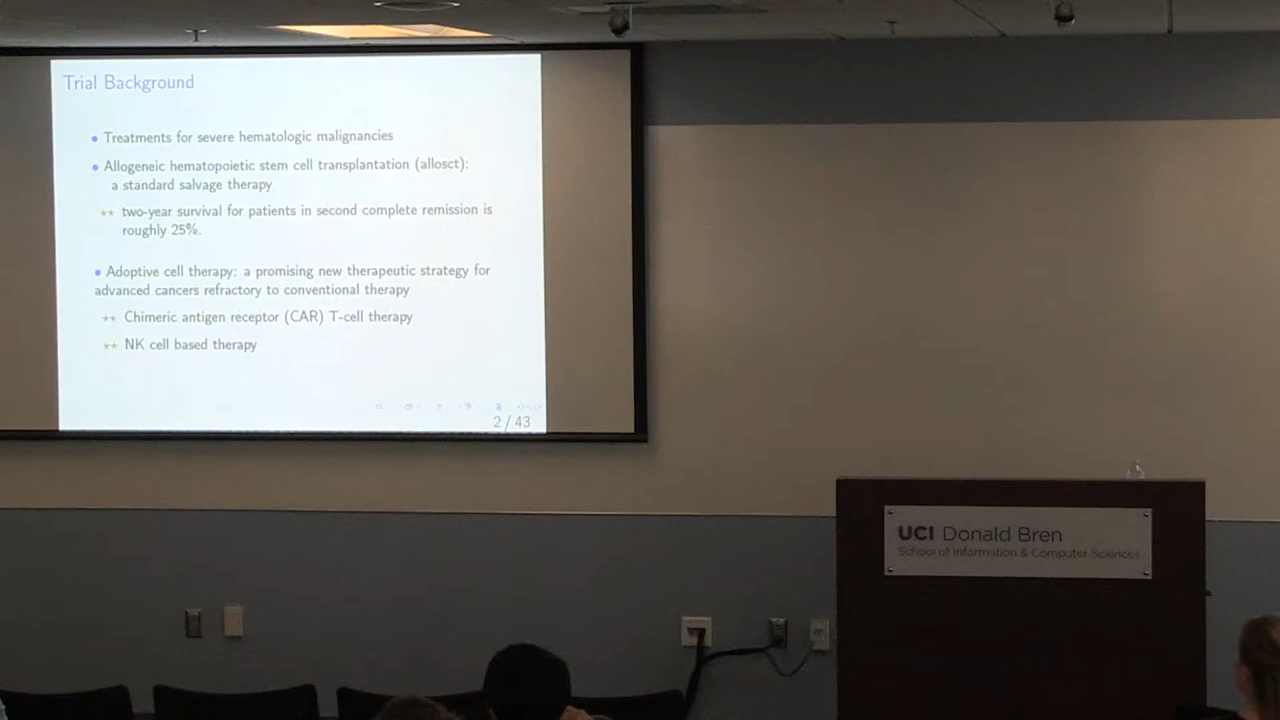 Trial Background
• Treatments for severe hematologic malignancies
• Allogeneic hematopoietic stem cell transplantation (allosct):
a standard salvage therapy
** two-year survival for patients in second complete remission is
roughly 25%.
• Adoptive cell therapy: a promising new therapeutic strategy for
advanced cancers refractory to conventional therapy
** Chimeric antigen receptor (CAR) T-cell therapy
** NK cell based therapy
2 / 43
UCI Donald Bren
School of Information & Computer Sciences